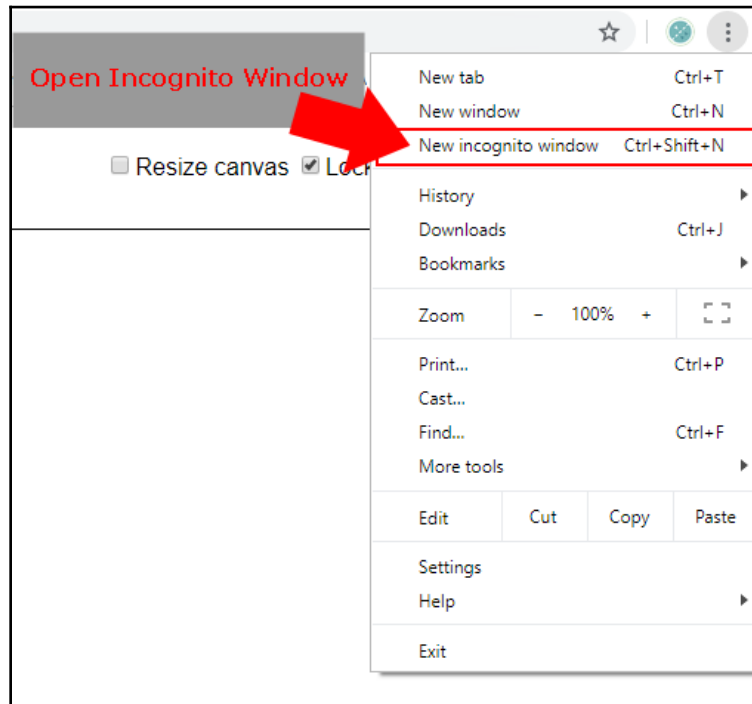 Open Incognito Window
New tab Ctrl+T
New window Ctrl+N
New incognito window Ctrl+Shift+N
Resize canvas
History
Downloads Ctrl+J
Bookmarks
Zoom - 100% +
Print... Ctrl+P
Cast...
Find... Ctrl+F
More tools
Edit Cut Copy Paste
Settings
Help
Exit